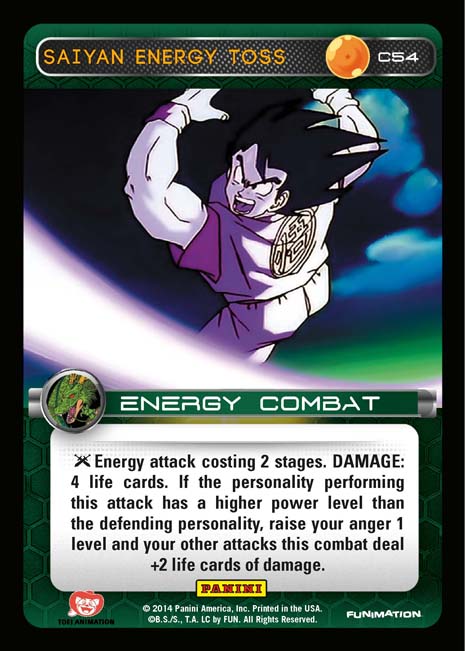 SAIYAN ENERGY TOSS C54
ENERGY COMBAT
Energy attack costing 2 stages. DAMAGE:
4 life cards. If the personality performing
this attack has a higher power level than
the defending personality, raise your anger 1
level and your other attacks this combat deal
+2 life cards of damage.
PANINI
© 2014 Panini America, Inc. Printed in the USA.
©B.S./S., T.A. LC by FUN. All Rights Reserved.
TOEI ANIMATION
FUNIMATION